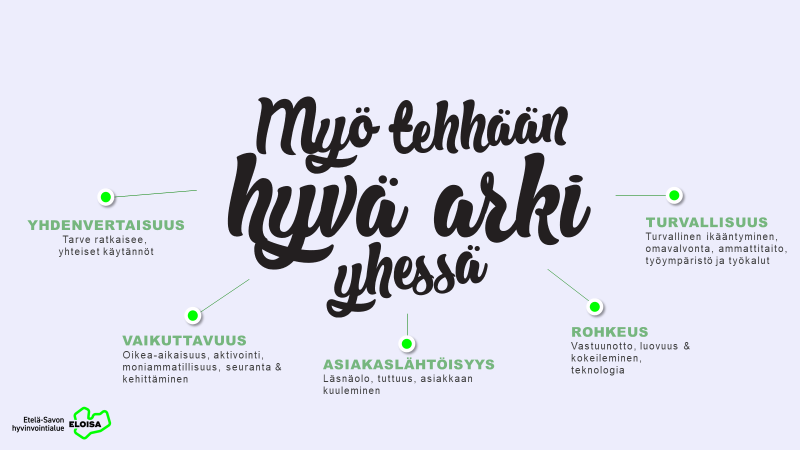 Myö tehhään
hyvä arki
yhessä
YHDENVERTAISUUS
Tarve ratkaisee,
yhteiset käytännöt
VAIKUTTAVUUS
Oikea-aikaisuus, aktivointi,
moniammatillisuus, seuranta &
kehittäminen
ASIAKASLÄHTÖISYYS
Läsnäolo, tuttuus, asiakkaan
kuuleminen
ROHKEUS
Vastuunotto, luovuus &
kokeileminen,
teknologia
TURVALLISUUS
Turvallinen ikääntyminen,
omavalvonta, ammattitaito,
työympäristö ja työkalut
Etelä-Savon
hyvinvointialue
ELOISA